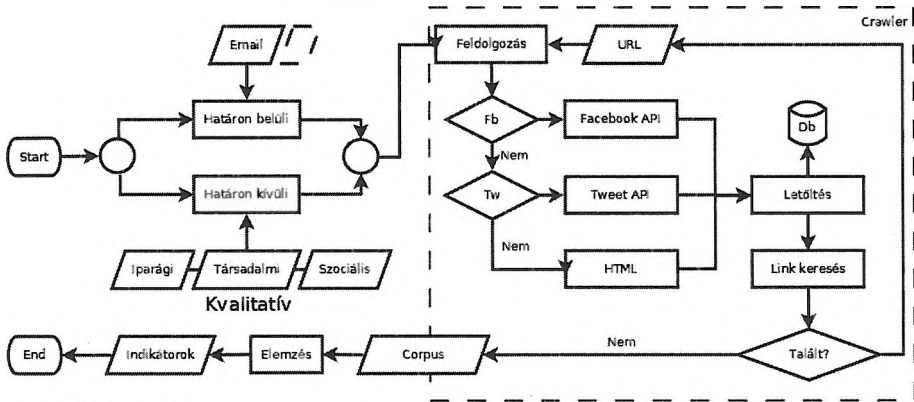 Crawler
Email
Feldolgozás
URL
Határon belüli
Fb
Facebook API
Db
Start
Nem
Határon kívüli
Tw
Tweet API
Letöltés
Nem
Iparági
Társadalmi
Szociális
HTML
Link keresés
Kvalitatív
End
Indikátorok
Elemzés
Corpus
Nem
Talált?